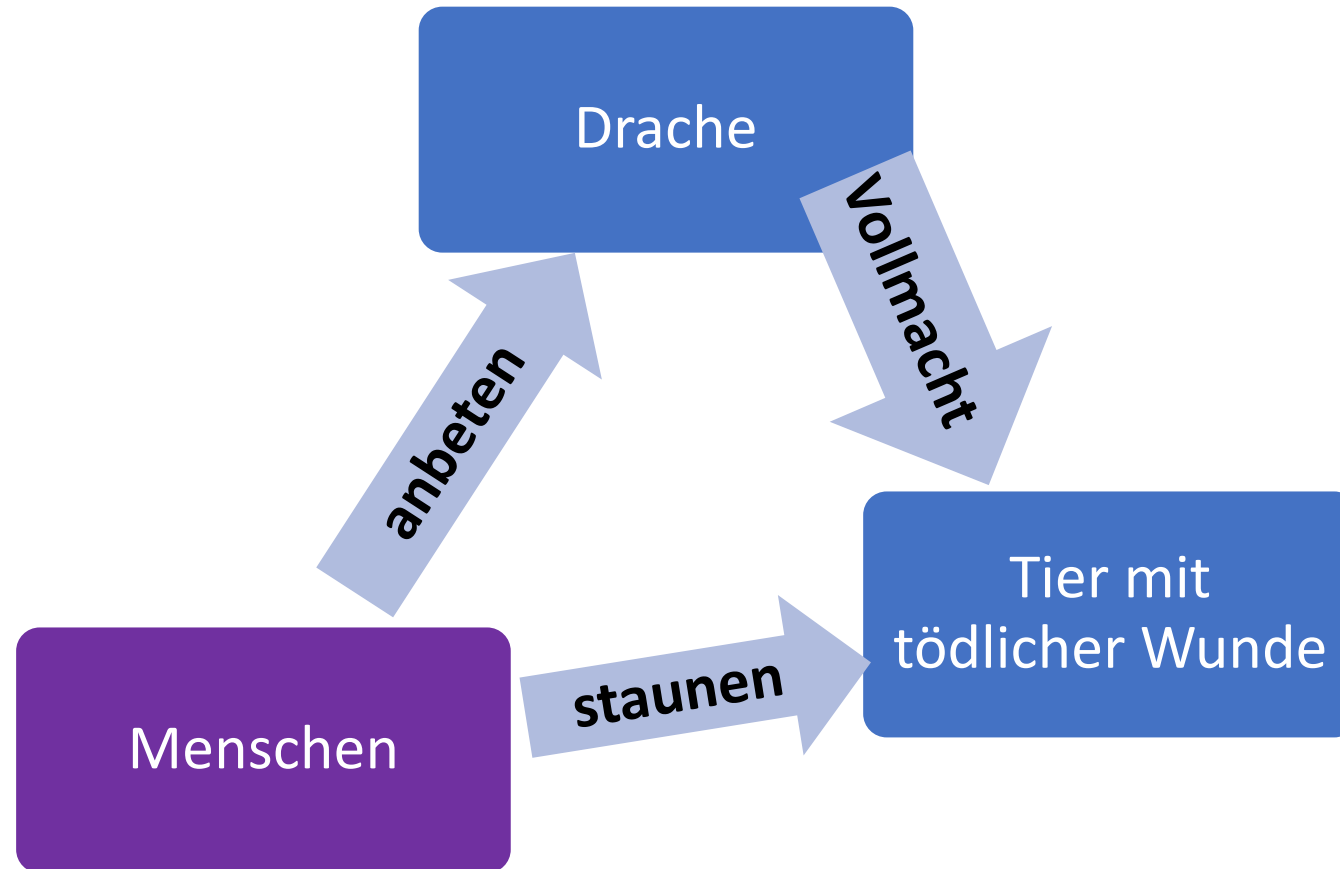 Drache
Vollmacht
anbeten
Tier mit
tödlicher Wunde
staunen
Menschen